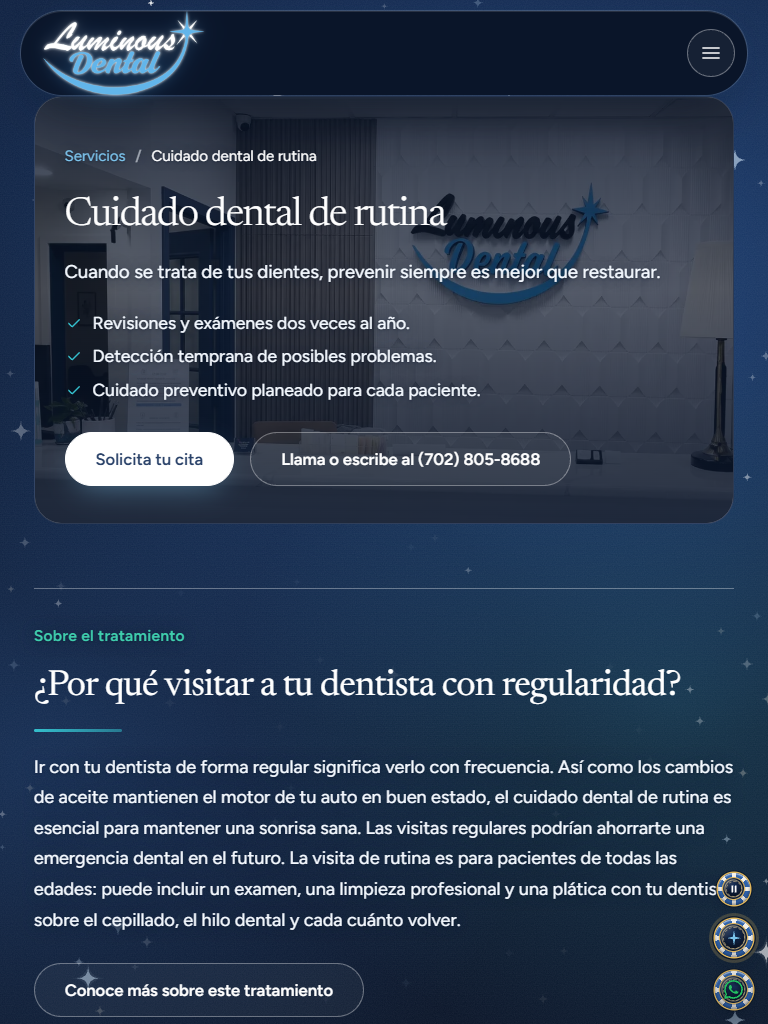 Luminous
Dental
Servicios / Cuidado dental de rutina
Luminous
Dental
Cuidado dental de rutina
Cuando se trata de tus dientes, prevenir siempre es mejor que restaurar.
Revisiones y exámenes dos veces al año.
Detección temprana de posibles problemas.
Cuidado preventivo planeado para cada paciente.
Solicita tu cita
Llama o escribe al (702) 805-8688
Sobre el tratamiento
¿Por qué visitar a tu dentista con regularidad?
Ir con tu dentista de forma regular significa verlo con frecuencia. Así como los cambios
de aceite mantienen el motor de tu auto en buen estado, el cuidado dental de rutina es
esencial para mantener una sonrisa sana. Las visitas regulares podrían ahorrarte una
emergencia dental en el futuro. La visita de rutina es para pacientes de todas las
edades: puede incluir un examen, una limpieza profesional y una plática con tu dentis
sobre el cepillado, el hilo dental y cada cuánto volver.
Conoce más sobre este tratamiento